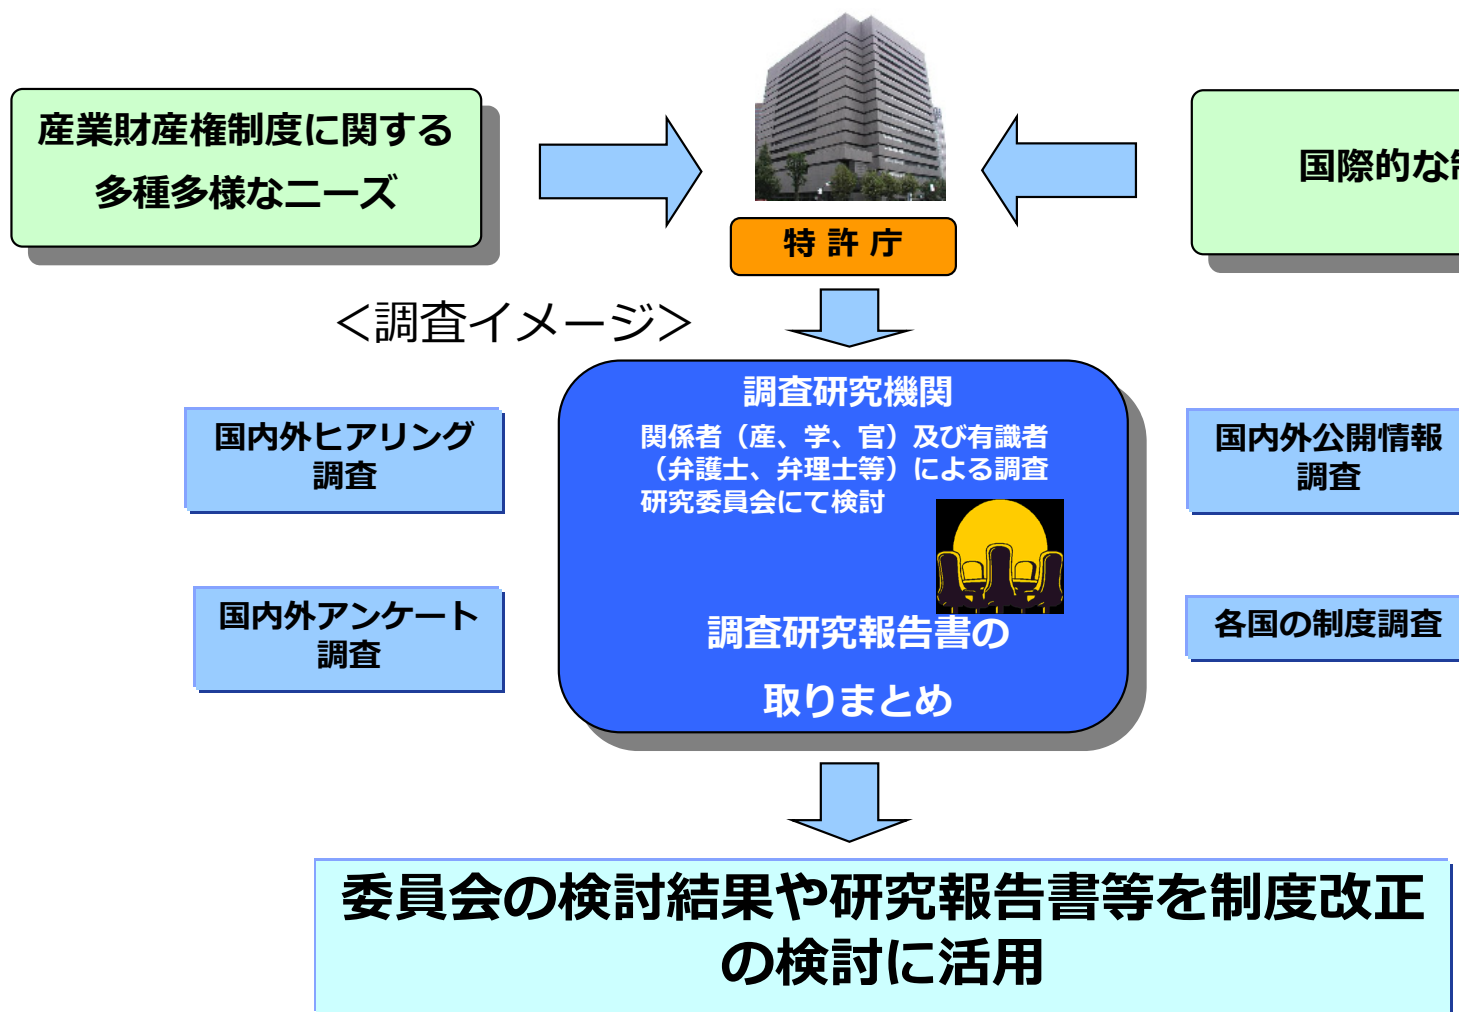 産業財産権制度に関する
多種多様なニーズ
国際的な
特 許 庁
＜調査イメージ＞
調査研究機関
関係者（産、学、官）及び有識者
（弁護士、弁理士等）による調査
研究委員会にて検討
国内外ヒアリング
調査
国内外公開情報
調査
国内外アンケート
調査
各国の制度調査
調査研究報告書の
取りまとめ
委員会の検討結果や研究報告書等を制度改正
の検討に活用